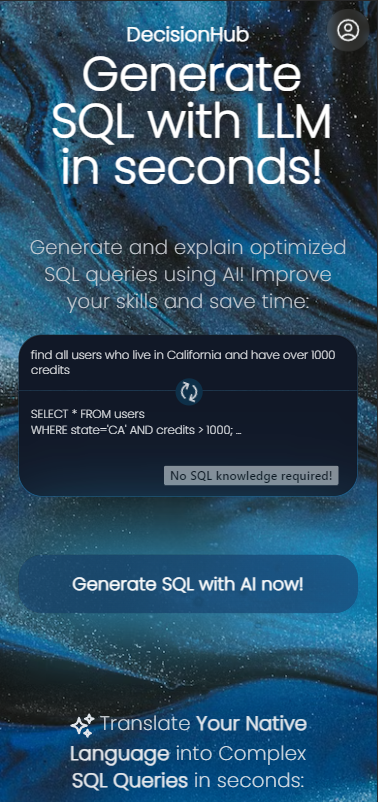 DecisionHub
Generate
SQL with LLM
in seconds!
Generate and explain optimized
SQL queries using AI! Improve
your skills and save time:
find all users who live in California and have over 1000
credits
SELECT * FROM users
WHERE state='CA' AND credits > 1000; ...
No SQL knowledge required!
Generate SQL with AI now!
Translate Your Native
Language into Complex
SQL Queries in seconds: